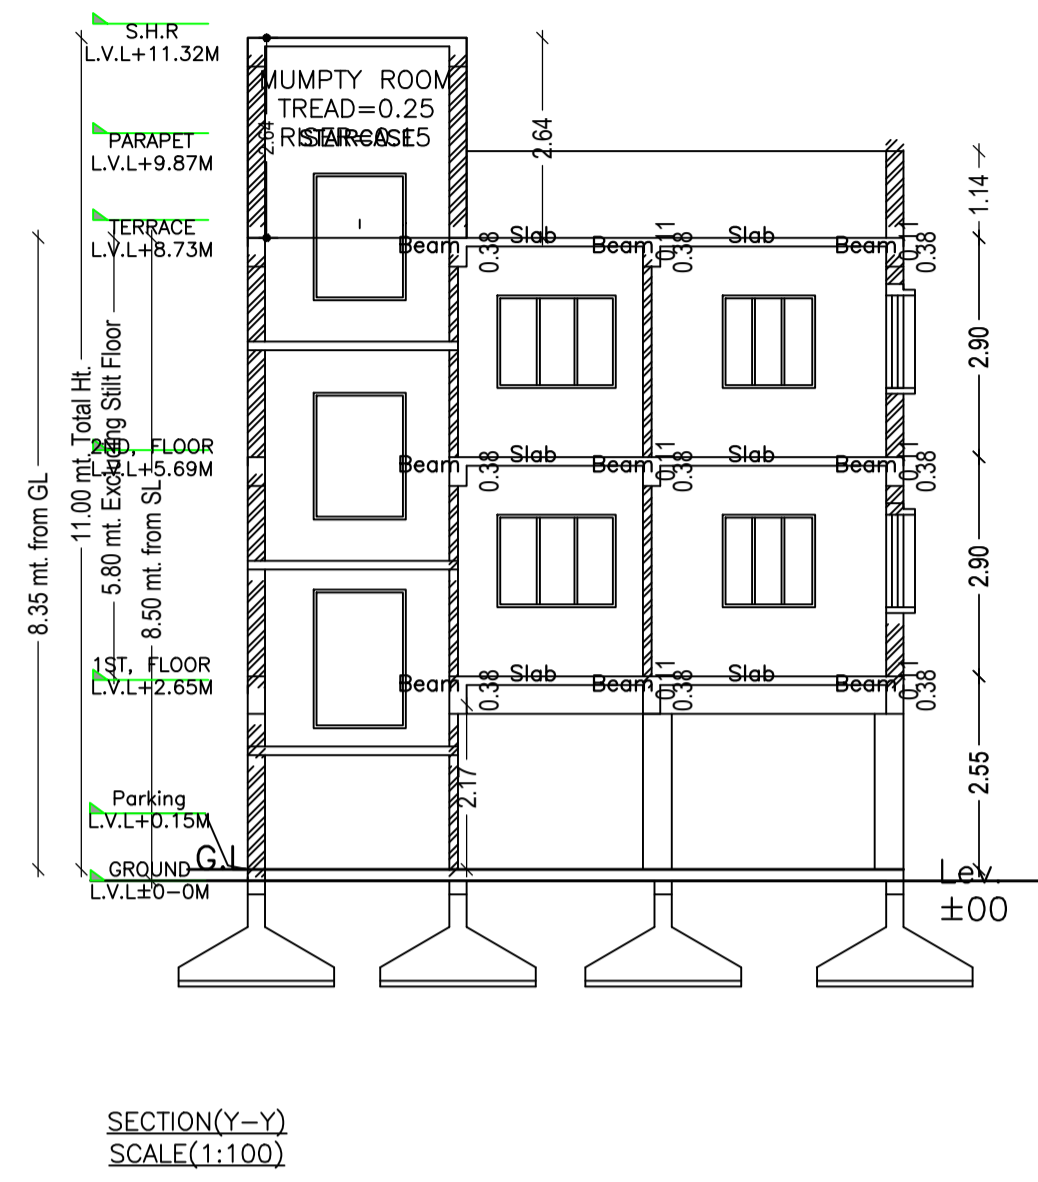 S.H.R
L.V.L+11.32M
PARAPET
L.V.L+9.87M
TERRACE
L.V.L+8.73M
2ND, FLOOR
L.V.L+5.69M
1ST, FLOOR
L.V.L+2.65M
Parking
L.V.L+0.15M
GROUND
L.V.L±0-0M
8.35 mt. from GL
11.00 mt. Total Ht.
5.80 mt. Excluding Stilt Floor
8.50 mt. from SL
MUMPTY ROOM
TREAD=0.25
RISER=0.15
STAIRCASE
2.64
2.64
Beam
0.38
Slab
Beam
0.11
0.38
Slab
Beam
0.11
0.38
Beam
0.38
Slab
Beam
0.11
0.38
Slab
Beam
0.11
0.38
Beam
0.38
Slab
Beam
0.11
0.38
Slab
Beam
0.11
0.38
2.17
1.14
2.90
2.90
2.55
G.L
Lev.
±00
SECTION(Y-Y)
SCALE(1:100)